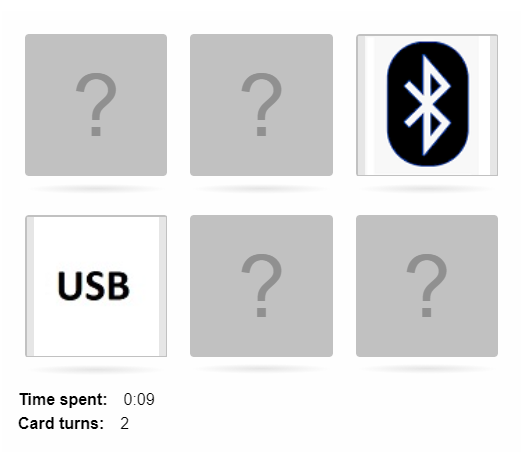 ? ?
USB ? ?
Time spent: 0:09
Card turns: 2